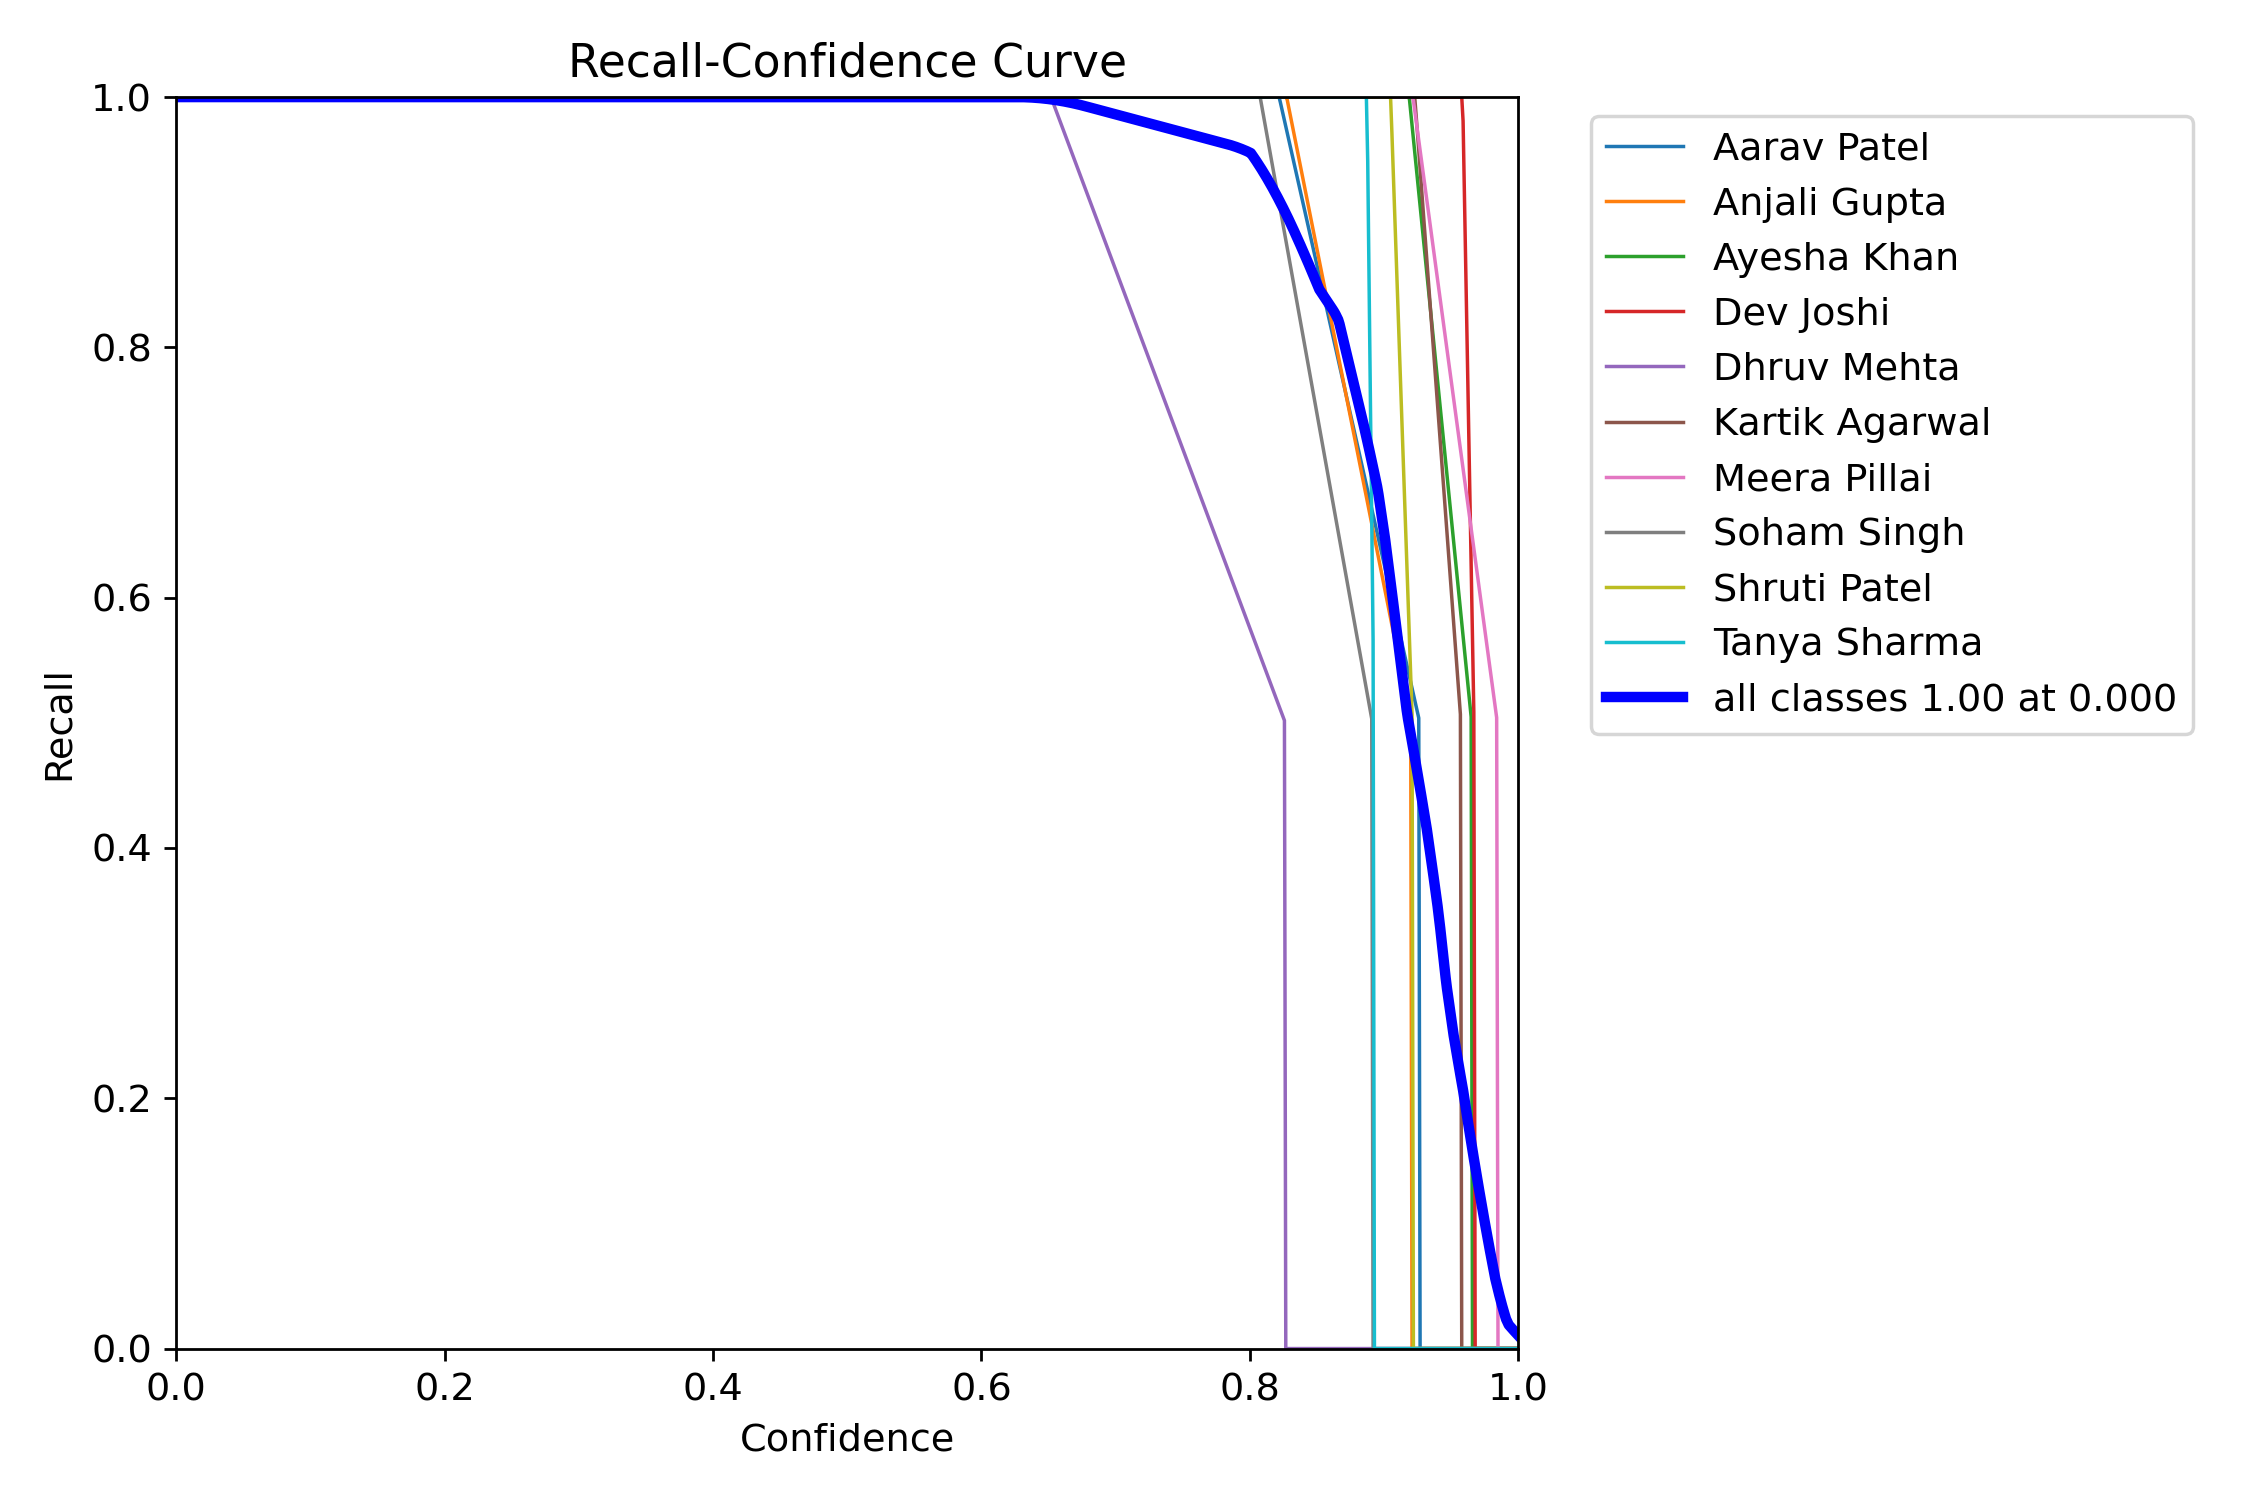 Recall-Confidence Curve
1.0
0.8
0.6
0.4
0.2
0.0
Recall
0.0 0.2 0.4 0.6 0.8 1.0
Confidence
Aarav Patel
Anjali Gupta
Ayesha Khan
Dev Joshi
Dhruv Mehta
Kartik Agarwal
Meera Pillai
Soham Singh
Shruti Patel
Tanya Sharma
all classes 1.00 at 0.000